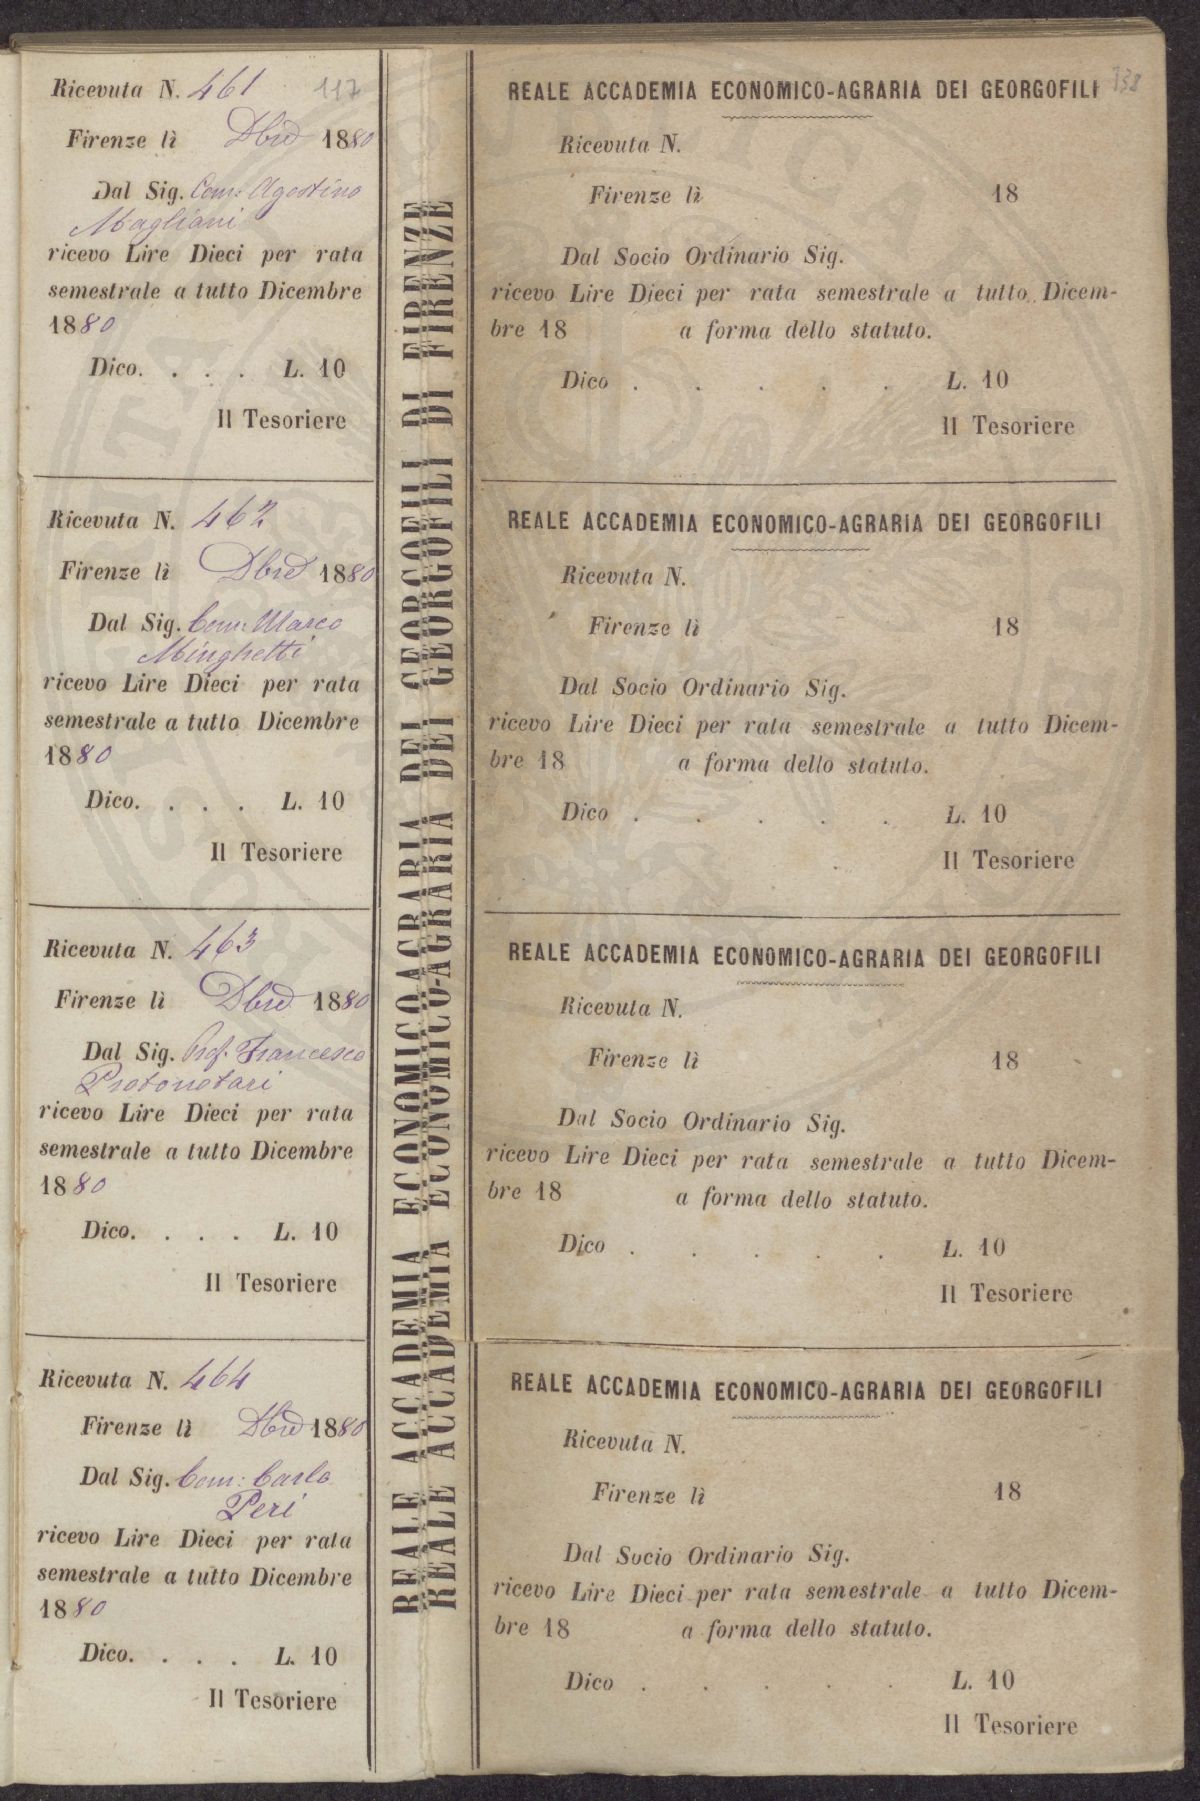 Ricevuta N. 461 117
Firenze lì Dbre 1880
Dal Sig. Com: Agostino
Magliani
ricevo Lire Dieci per rata
semestrale a tutto Dicembre
1880
Dico. . . . L. 10
Il Tesoriere
Ricevuta N. 462
Firenze lì Dbre 1880
Dal Sig. Com: Marco
Minghetti
ricevo Lire Dieci per rata
semestrale a tutto Dicembre
1880
Dico. . . . L. 10
Il Tesoriere
Ricevuta N. 463
Firenze lì Dbre 1880
Dal Sig. Prof. Francesco
Protonotari
ricevo Lire Dieci per rata
semestrale a tutto Dicembre
1880
Dico. . . . L. 10
Il Tesoriere
Ricevuta N. 464
Firenze lì Dbre 1880
Dal Sig. Com: Carlo
Peri
ricevo Lire Dieci per rata
semestrale a tutto Dicembre
1880
Dico. . . . L. 10
Il Tesoriere
REALE ACCADEMIA ECONOMICO-AGRARIA DEI GEORGOFILI DI FIRENZE
REALE ACCADEMIA ECONOMICO-AGRARIA DEI GEORGOFILI DI FIRENZE
REALE ACCADEMIA ECONOMICO-AGRARIA DEI GEORGOFILI 138
Ricevuta N.
Firenze lì 18
Dal Socio Ordinario Sig.
ricevo Lire Dieci per rata semestrale a tutto Dicem-
bre 18 a forma dello statuto.
Dico . . . . . L. 10
Il Tesoriere
REALE ACCADEMIA ECONOMICO-AGRARIA DEI GEORGOFILI
Ricevuta N.
Firenze lì 18
Dal Socio Ordinario Sig.
ricevo Lire Dieci per rata semestrale a tutto Dicem-
bre 18 a forma dello statuto.
Dico . . . . . L. 10
Il Tesoriere
REALE ACCADEMIA ECONOMICO-AGRARIA DEI GEORGOFILI
Ricevuta N.
Firenze lì 18
Dal Socio Ordinario Sig.
ricevo Lire Dieci per rata semestrale a tutto Dicem-
bre 18 a forma dello statuto.
Dico . . . . . L. 10
Il Tesoriere
REALE ACCADEMIA ECONOMICO-AGRARIA DEI GEORGOFILI
Ricevuta N.
Firenze lì 18
Dal Socio Ordinario Sig.
ricevo Lire Dieci per rata semestrale a tutto Dicem-
bre 18 a forma dello statuto.
Dico . . . . . L. 10
Il Tesoriere